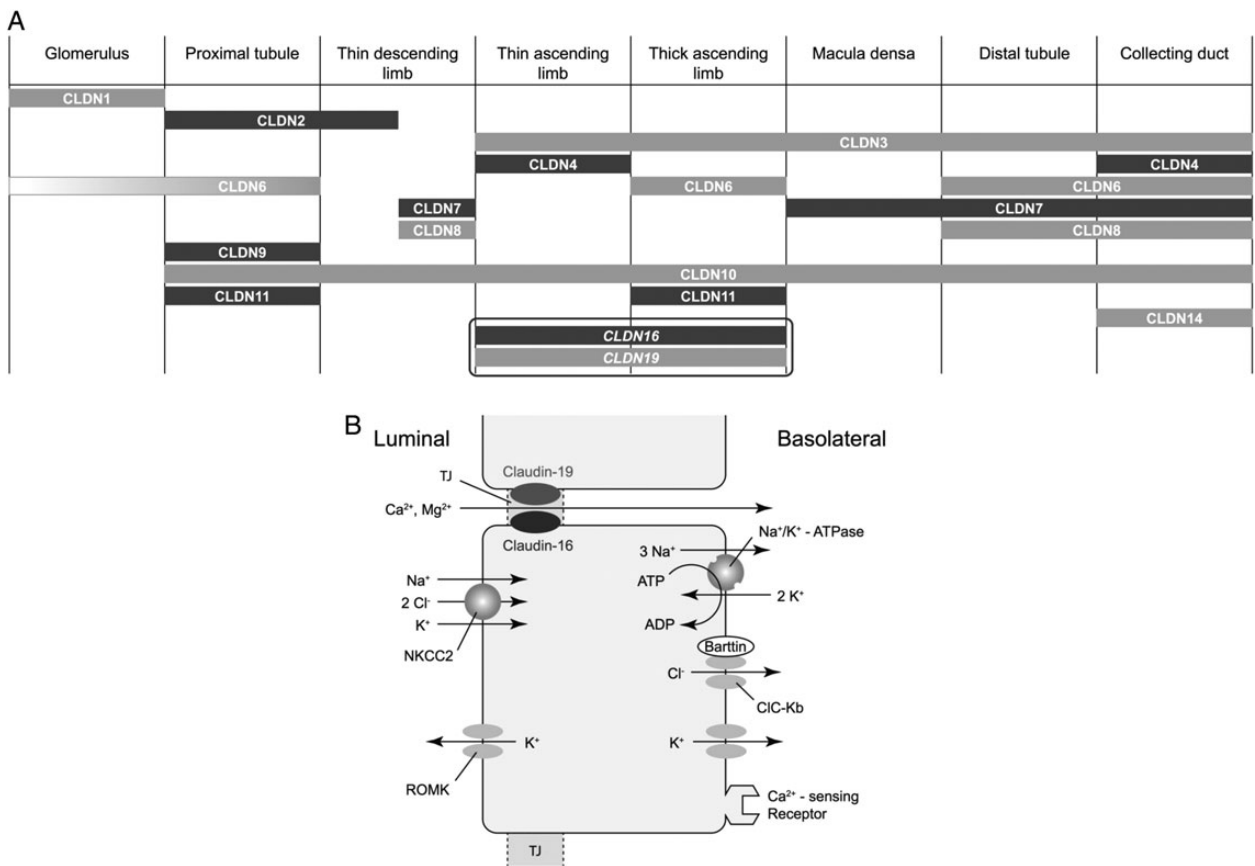 A
Glomerulus
Proximal tubule
Thin descending
limb
Thin ascending
limb
Thick ascending
limb
Macula densa
Distal tubule
Collecting duct
CLDN1
CLDN2
CLDN3
CLDN4
CLDN4
CLDN6
CLDN6
CLDN6
CLDN7
CLDN7
CLDN8
CLDN8
CLDN9
CLDN10
CLDN11
CLDN11
CLDN14
CLDN16
CLDN19
B
Luminal
Basolateral
TJ
Claudin-19
Ca²⁺, Mg²⁺
Claudin-16
Na⁺/K⁺ - ATPase
3 Na⁺
ATP
2 K⁺
ADP
Na⁺
2 Cl⁻
K⁺
NKCC2
Barttin
Cl⁻
ClC-Kb
K⁺
K⁺
ROMK
Ca²⁺ - sensing
Receptor
TJ